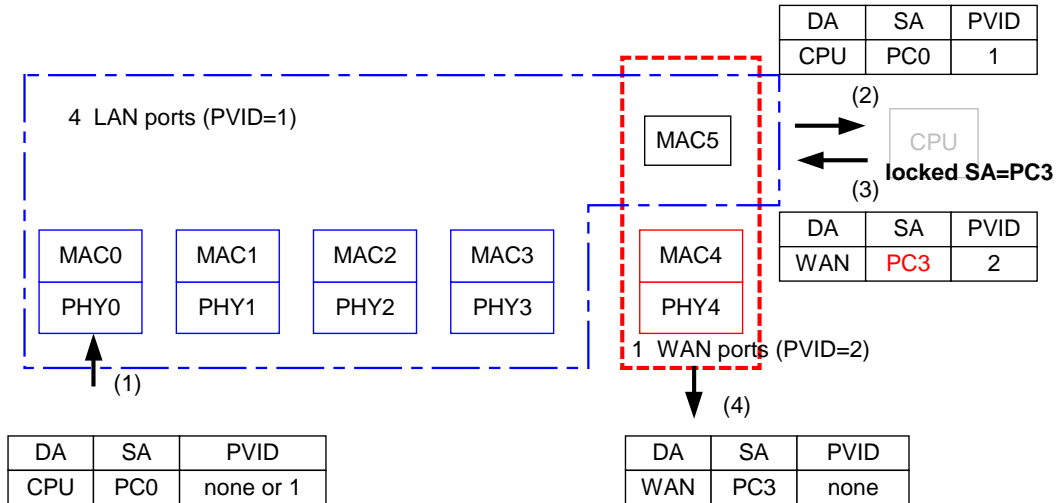 DA SA PVID
CPU PC0 1
4 LAN ports (PVID=1)
(2)
MAC5
CPU
locked SA=PC3
(3)
DA SA PVID
WAN PC3 2
MAC0 MAC1 MAC2 MAC3 MAC4
PHY0 PHY1 PHY2 PHY3 PHY4
1 WAN ports (PVID=2)
(1)
(4)
DA SA PVID
CPU PC0 none or 1
DA SA PVID
WAN PC3 none